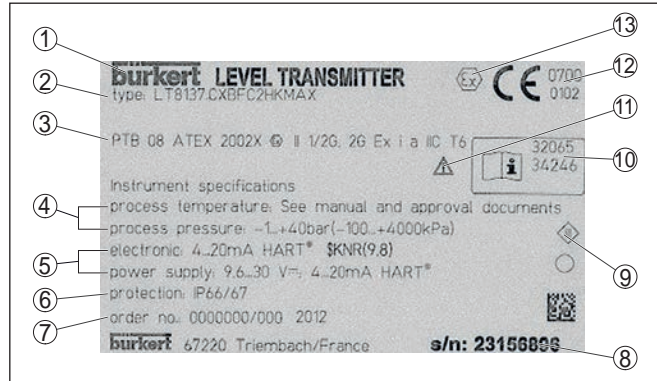 1
13
burkert LEVEL TRANSMITTER
Ex
CE 0700
0102
12
2
type: LT8137.CXBFC2HKMAX
11
3
PTB 08 ATEX 2002X Ex II 1/2G, 2G Ex i a IIC T6
32065
34246
10
i
Instrument specifications
4
process temperature: See manual and approval documents
process pressure: -1...+40bar(-100...+4000kPa)
5
electronic: 4...20mA HART® $KNR(9.8)
power supply: 9.6...30 V⎓, 4...20mA HART®
9
6
protection: IP66/67
7
order no.: 0000000/000 2012
burkert 67220 Triembach/France
s/n: 23156896
8